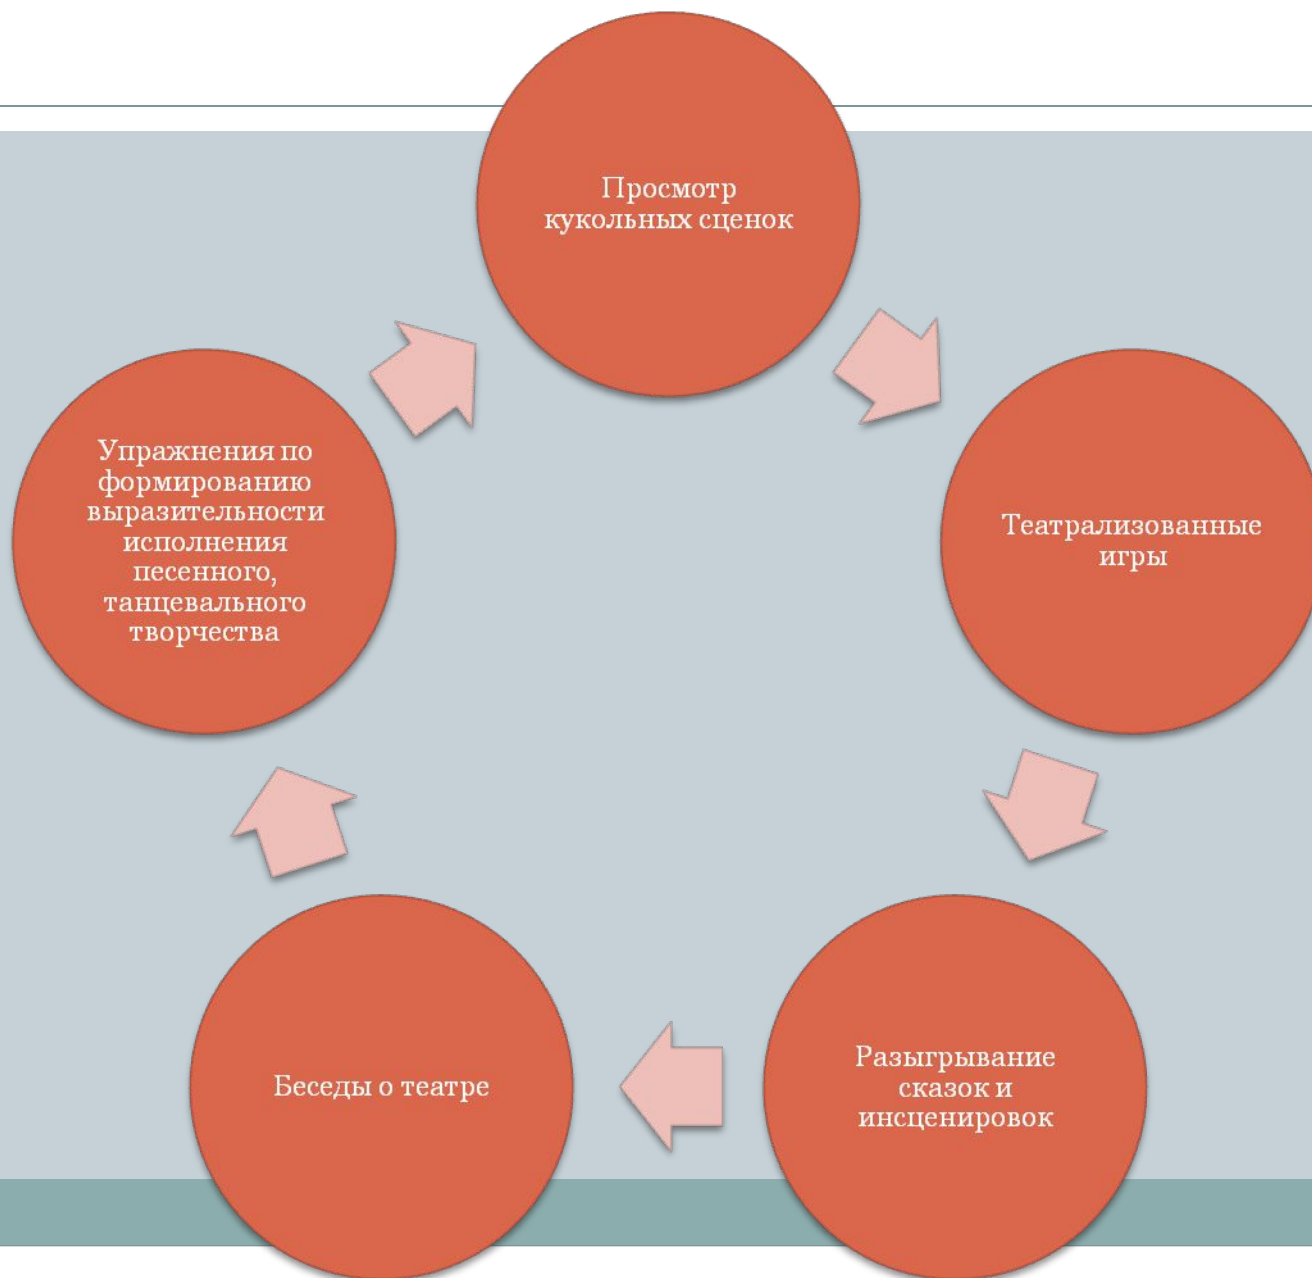 Просмотр
кукольных сценок
Театрализованные
игры
Разыгрывание
сказок и
инсценировок
Беседы о театре
Упражнения по
формированию
выразительности
исполнения
песенного,
танцевального
творчества